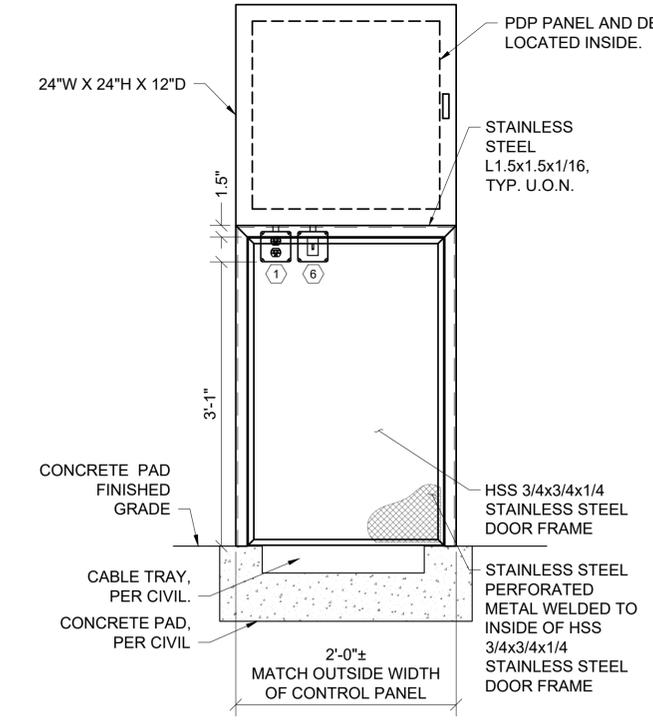 PDP PANEL AND
LOCATED INSIDE.
24"W X 24"H X 12"D
STAINLESS
STEEL
L1.5x1.5x1/16,
TYP. U.O.N.
1.5"
1
6
3'-1"
CONCRETE PAD
FINISHED
GRADE
HSS 3/4x3/4x1/4
STAINLESS STEEL
DOOR FRAME
CABLE TRAY,
PER CIVIL.
CONCRETE PAD,
PER CIVIL
STAINLESS STEEL
PERFORATED
METAL WELDED TO
INSIDE OF HSS
3/4x3/4x1/4
STAINLESS STEEL
DOOR FRAME
2'-0"±
MATCH OUTSIDE WIDTH
OF CONTROL PANEL